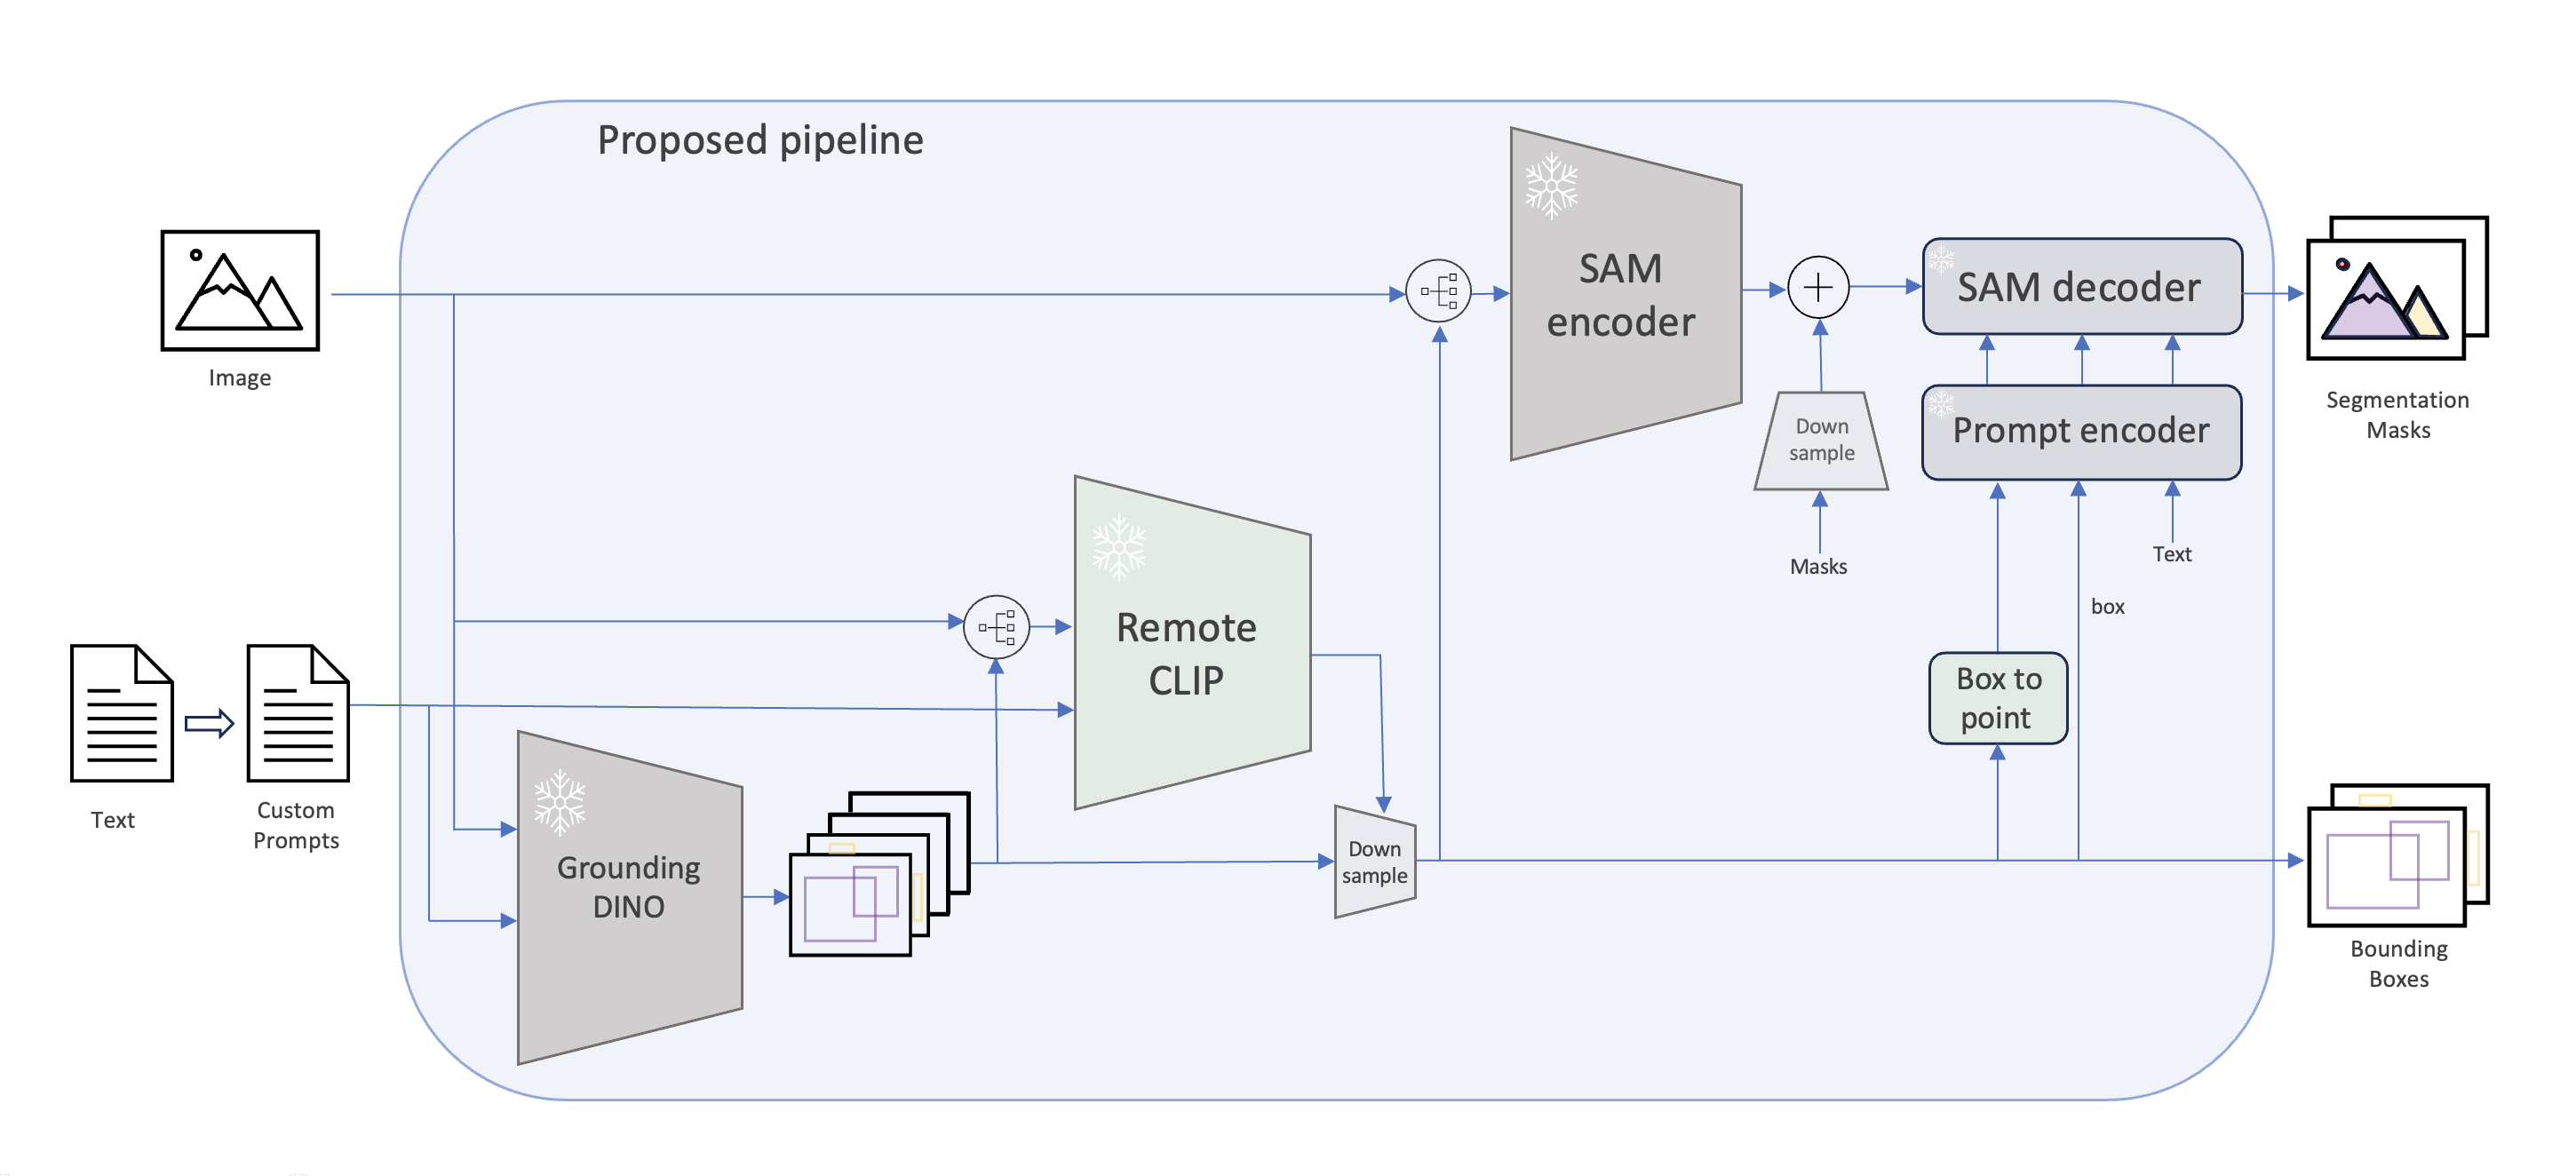 Proposed pipeline
SAM
encoder
SAM decoder
Prompt encoder
Down
sample
Masks
Text
box
Image
Segmentation
Masks
Remote
CLIP
Box to
point
Text
Custom
Prompts
Grounding
DINO
Down
sample
Bounding
Boxes